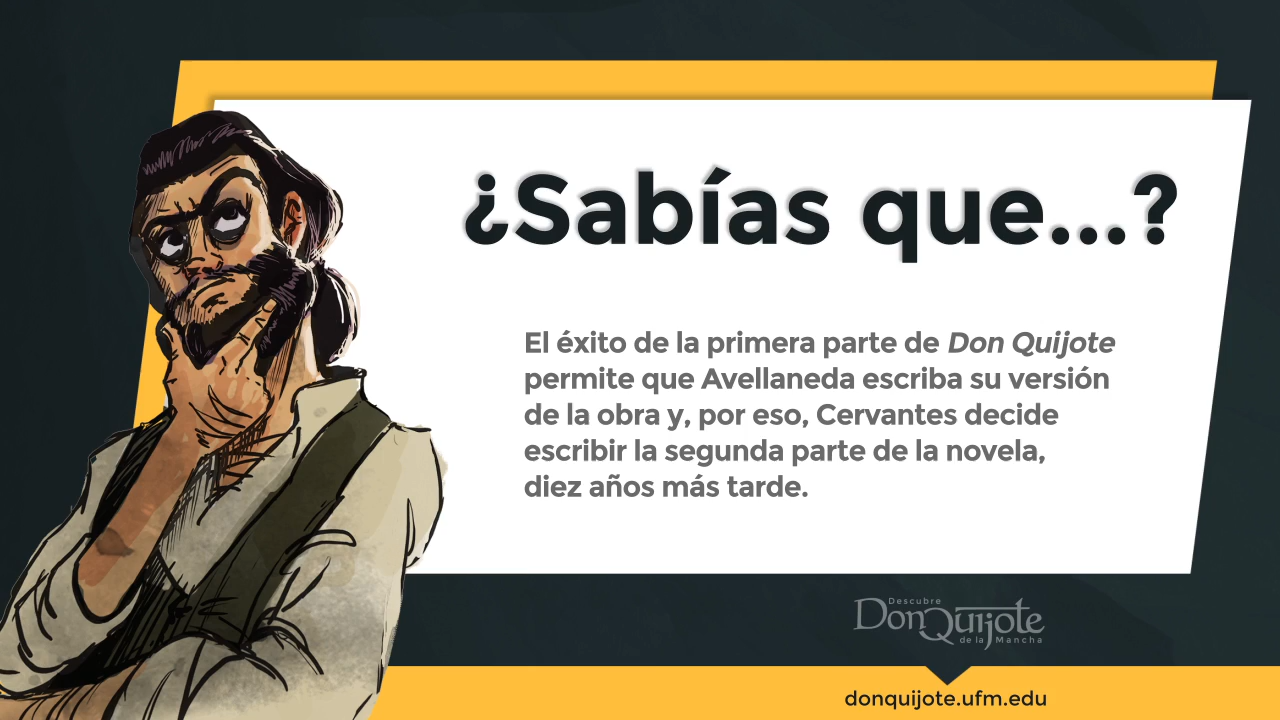 ¿Sabías que...?
El éxito de la primera parte de Don Quijote
permite que Avellaneda escriba su versión
de la obra y, por eso, Cervantes decide
escribir la segunda parte de la novela,
diez años más tarde.
Descubre
Don Quijote
de la Mancha
donquijote.ufm.edu